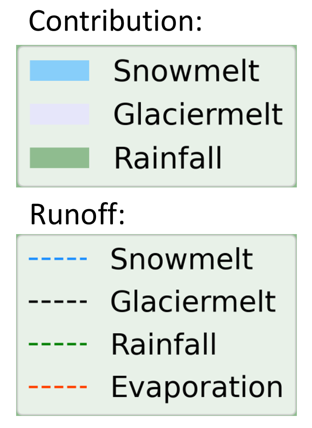 Contribution:
Snowmelt
Glaciermelt
Rainfall
Runoff:
Snowmelt
Glaciermelt
Rainfall
Evaporation